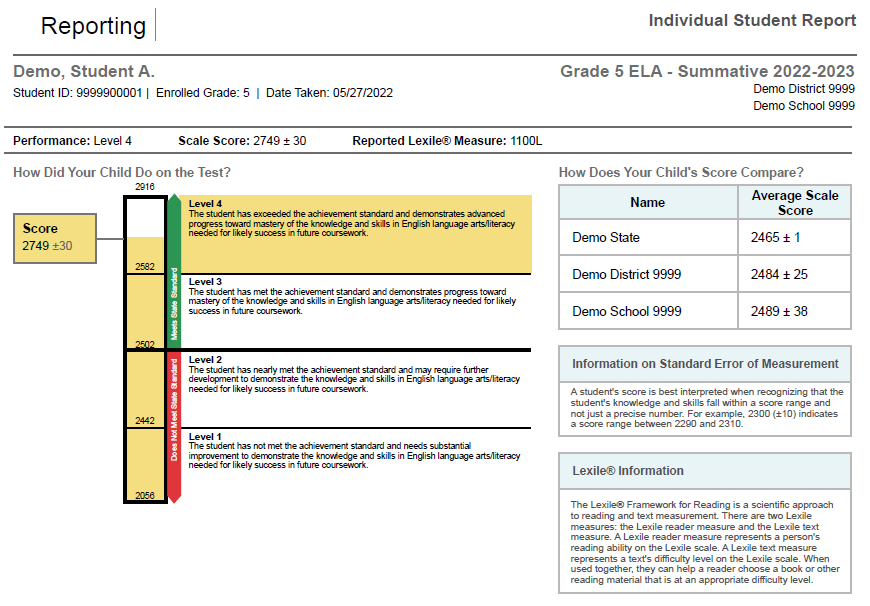 Reporting
Individual Student Report
Demo, Student A.
Grade 5 ELA - Summative 2022-2023
Student ID: 9999900001 | Enrolled Grade: 5 | Date Taken: 05/27/2022
Demo District 9999
Demo School 9999
Performance: Level 4 Scale Score: 2749 ± 30 Reported Lexile® Measure: 1100L
How Did Your Child Do on the Test?
2916
Score
2749 ±30
2582
2502
2442
2056
Meets State Standard
Does Not Meet State Standard
Level 4
The student has exceeded the achievement standard and demonstrates advanced
progress toward mastery of the knowledge and skills in English language arts/literacy
needed for likely success in future coursework.
Level 3
The student has met the achievement standard and demonstrates progress toward
mastery of the knowledge and skills in English language arts/literacy needed for likely
success in future coursework.
Level 2
The student has nearly met the achievement standard and may require further
development to demonstrate the knowledge and skills in English language arts/literacy
needed for likely success in future coursework.
Level 1
The student has not met the achievement standard and needs substantial
improvement to demonstrate the knowledge and skills in English language arts/literacy
needed for likely success in future coursework.
How Does Your Child's Score Compare?
Name
Average Scale
Score
Demo State 2465 ± 1
Demo District 9999 2484 ± 25
Demo School 9999 2489 ± 38
Information on Standard Error of Measurement
A student's score is best interpreted when recognizing that the
student's knowledge and skills fall within a score range and
not just a precise number. For example, 2300 (±10) indicates
a score range between 2290 and 2310.
Lexile® Information
The Lexile® Framework for Reading is a scientific approach
to reading and text measurement. There are two Lexile
measures: the Lexile reader measure and the Lexile text
measure. A Lexile reader measure represents a person's
reading ability on the Lexile scale. A Lexile text measure
represents a text's difficulty level on the Lexile scale. When
used together, they can help a reader choose a book or other
reading material that is at an appropriate difficulty level.